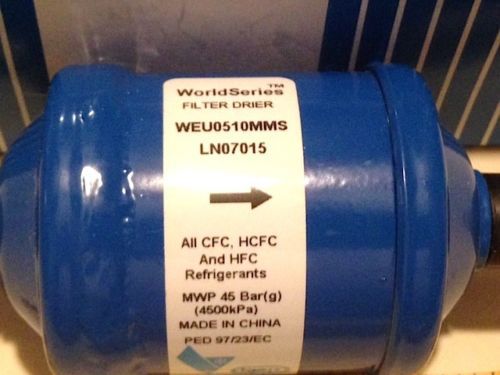 WorldSeries™
FILTER DRIER
WEU0510MMS
LN07015
All CFC, HCFC
And HFC
Refrigerants
MWP 45 Bar(g)
(4500kPa)
MADE IN CHINA
PED 97/23/EC